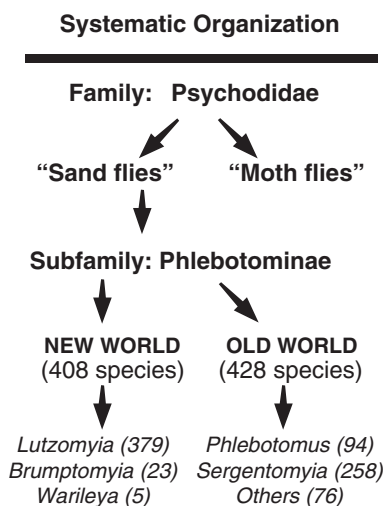 Systematic Organization
Family: Psychodidae
“Sand flies” “Moth flies”
Subfamily: Phlebotominae
NEW WORLD OLD WORLD
(408 species) (428 species)
Lutzomyia (379) Phlebotomus (94)
Brumptomyia (23) Sergentomyia (258)
Warileya (5) Others (76)